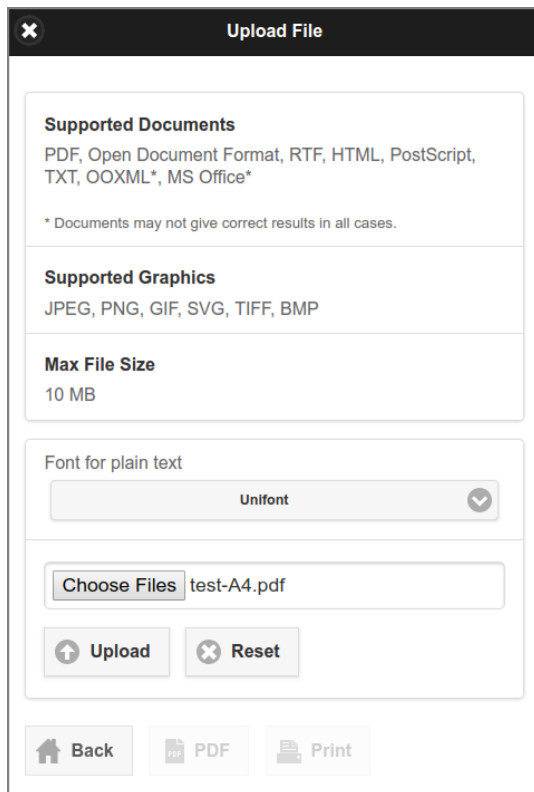 Upload File
Supported Documents
PDF, Open Document Format, RTF, HTML, PostScript,
TXT, OOXML*, MS Office*
* Documents may not give correct results in all cases.
Supported Graphics
JPEG, PNG, GIF, SVG, TIFF, BMP
Max File Size
10 MB
Font for plain text
Unifont
Choose Files test-A4.pdf
Upload Reset
Back PDF Print